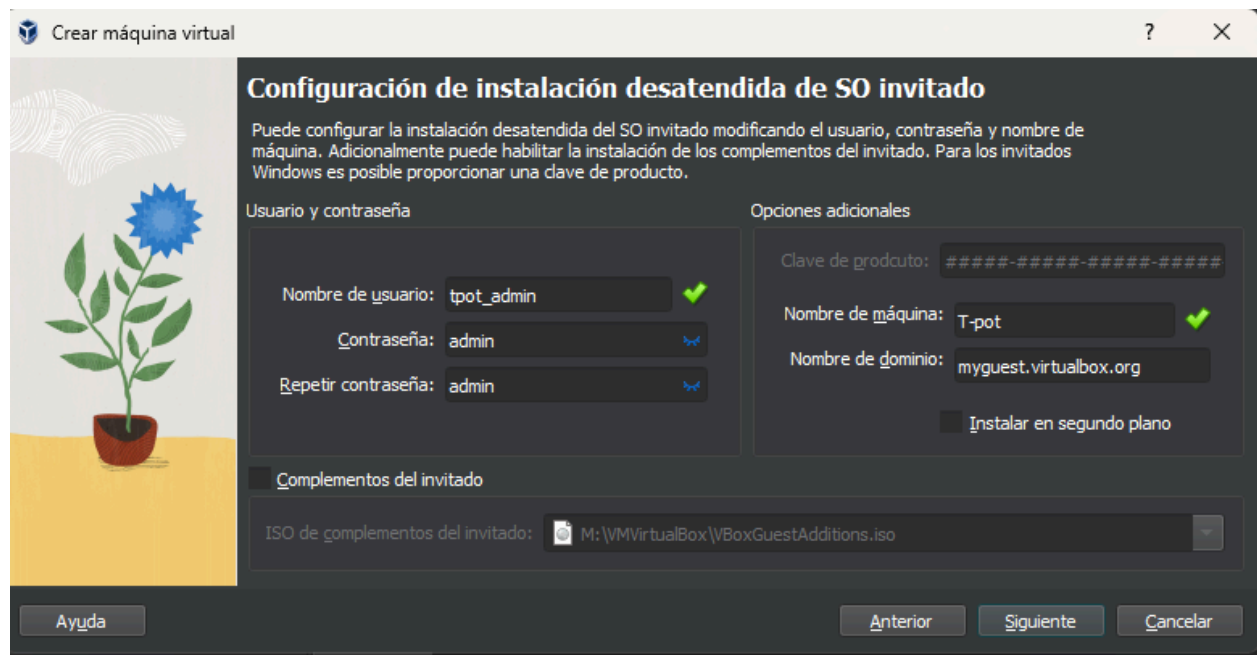 Crear máquina virtual
?
Configuración de instalación desatendida de SO invitado
Puede configurar la instalación desatendida del SO invitado modificando el usuario, contraseña y nombre de
máquina. Adicionalmente puede habilitar la instalación de los complementos del invitado. Para los invitados
Windows es posible proporcionar una clave de producto.
Usuario y contraseña
Nombre de usuario: tpot_admin
Contraseña: admin
Repetir contraseña: admin
Opciones adicionales
Clave de prodcuto: #####-#####-#####-#####
Nombre de máquina: T-pot
Nombre de dominio: myguest.virtualbox.org
Instalar en segundo plano
Complementos del invitado
ISO de complementos del invitado: M:\VMVirtualBox\VBoxGuestAdditions.iso
Ayuda Anterior Siguiente Cancelar